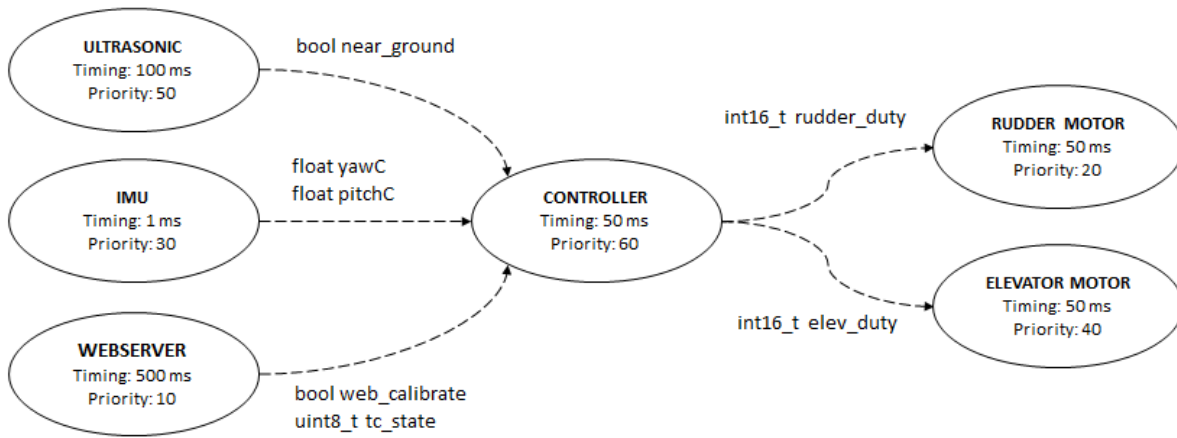 ULTRASONIC
Timing: 100 ms
Priority: 50
bool near_ground
IMU
Timing: 1 ms
Priority: 30
float yawC
float pitchC
WEBSERVER
Timing: 500 ms
Priority: 10
bool web_calibrate
uint8_t tc_state
CONTROLLER
Timing: 50 ms
Priority: 60
int16_t rudder_duty
RUDDER MOTOR
Timing: 50 ms
Priority: 20
int16_t elev_duty
ELEVATOR MOTOR
Timing: 50 ms
Priority: 40